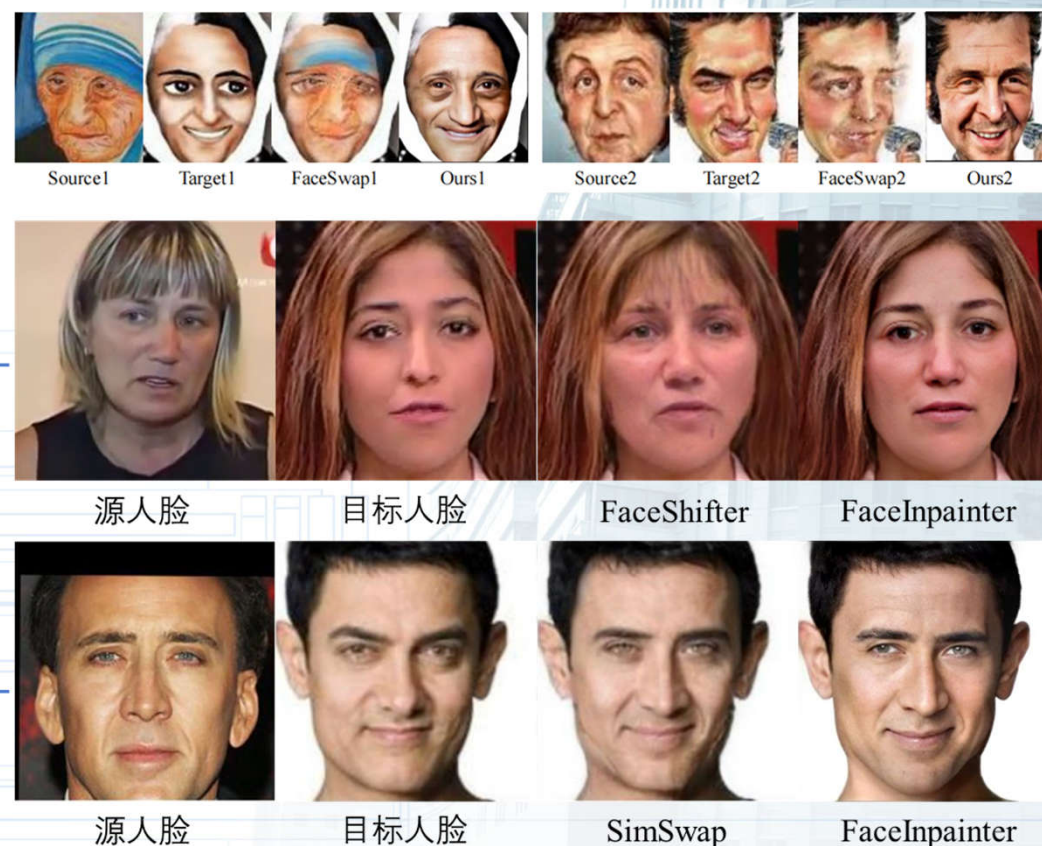 Source1 Target1 FaceSwap1 Ours1 Source2 Target2 FaceSwap2 Ours2
源人脸 目标人脸 FaceShifter FaceInpainter
源人脸 目标人脸 SimSwap FaceInpainter